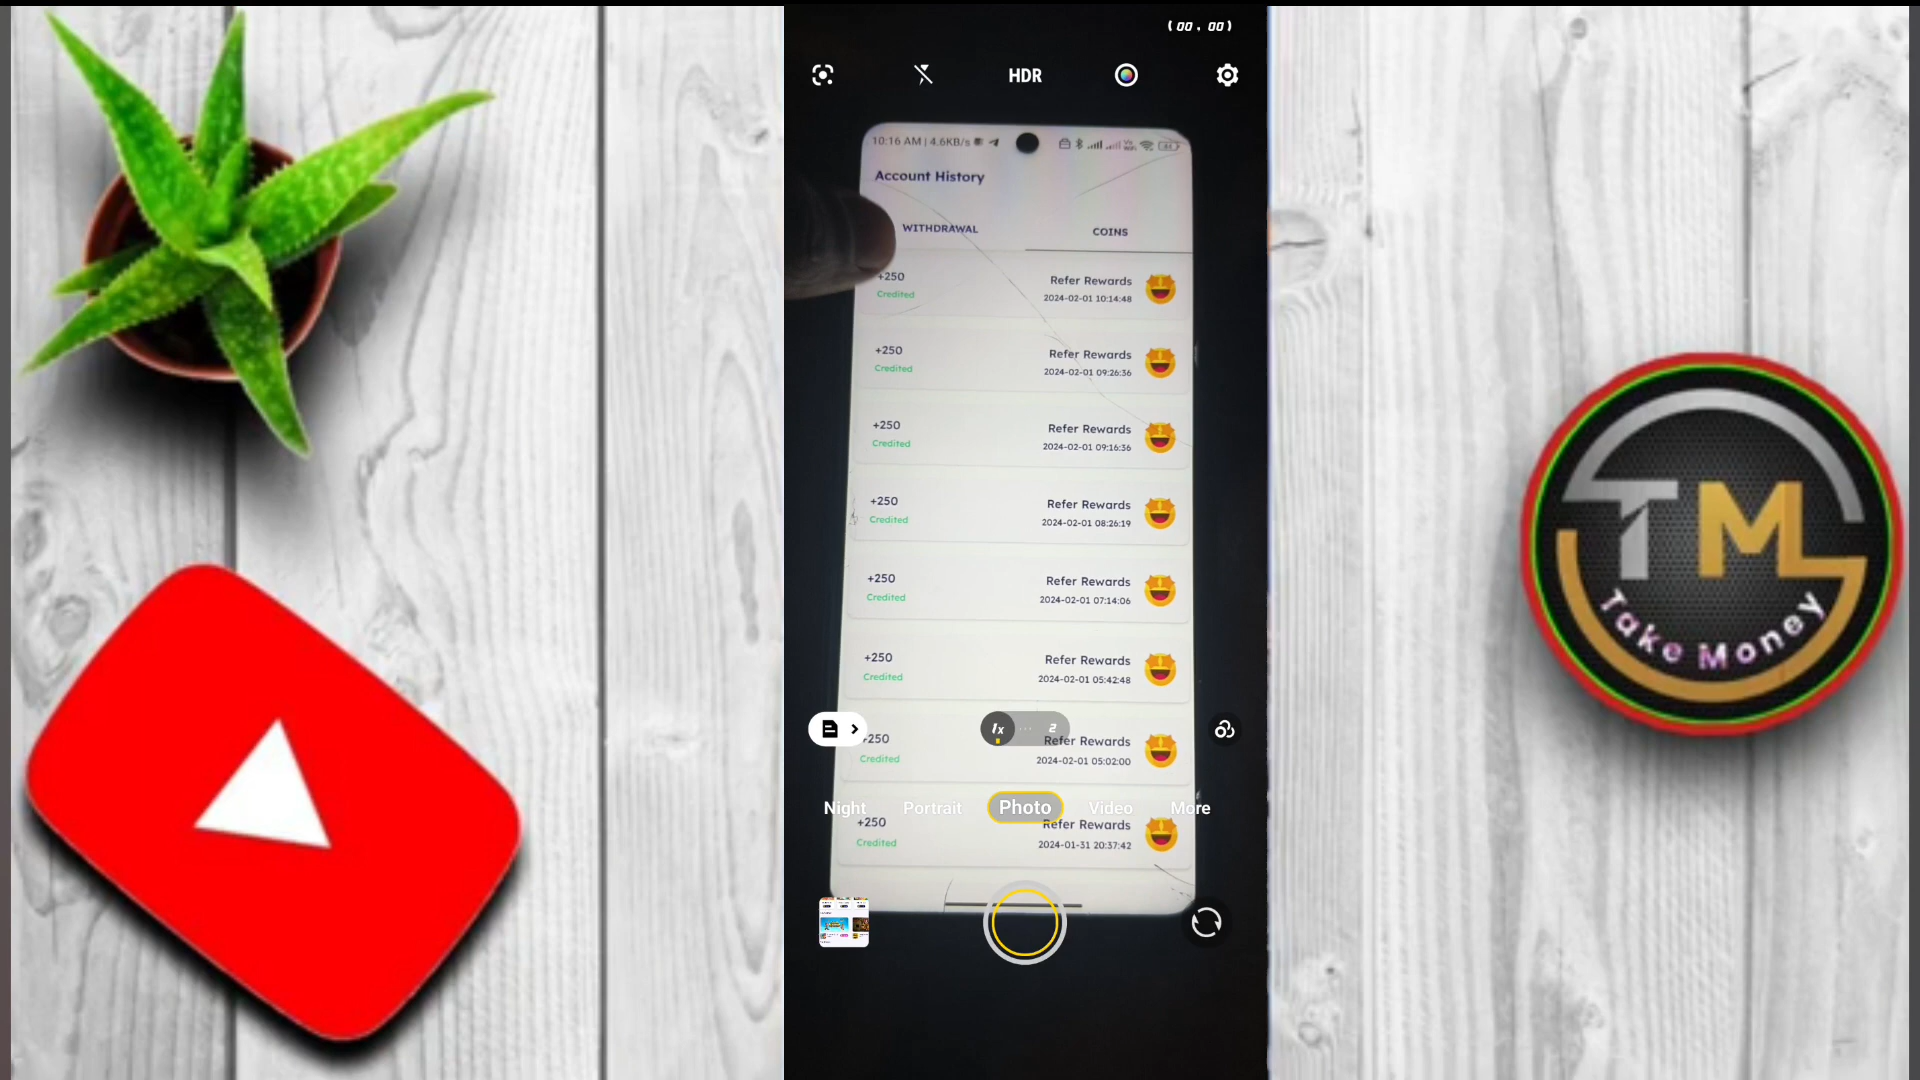 (00.00)
HDR
10:16 AM | 4.6KB/s
Account History
WITHDRAWAL
COINS
+250
Refer Rewards
Credited
2024-02-01 10:14:48
+250
Refer Rewards
Credited
2024-02-01 09:26:36
+250
Refer Rewards
Credited
2024-02-01 09:16:36
+250
Refer Rewards
Credited
2024-02-01 08:26:19
+250
Refer Rewards
Credited
2024-02-01 07:14:06
+250
Refer Rewards
Credited
2024-02-01 05:42:48
1x
2
+250
Refer Rewards
Credited
2024-02-01 05:02:00
Night Portrait Photo Video More
+250
Refer Rewards
Credited
2024-01-31 20:37:42
TM
Take Money